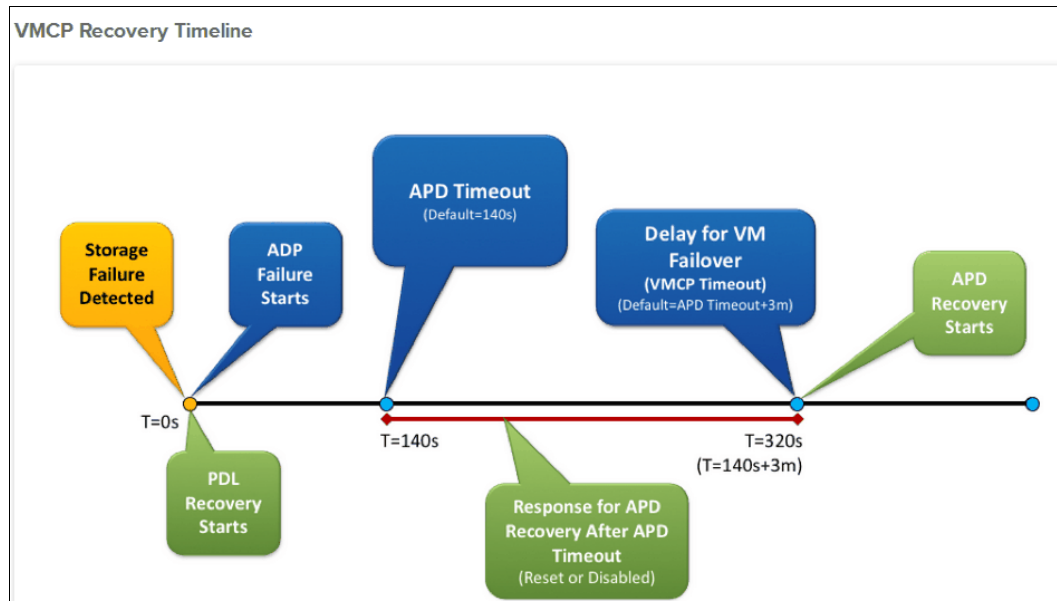 VMCP Recovery Timeline
APD Timeout
(Default=140s)
Storage
Failure
Detected
ADP
Failure
Starts
Delay for VM
Failover
(VMCP Timeout)
(Default=APD Timeout+3m)
APD
Recovery
Starts
T=0s
T=140s
T=320s
(T=140s+3m)
PDL
Recovery
Starts
Response for APD
Recovery After APD
Timeout
(Reset or Disabled)